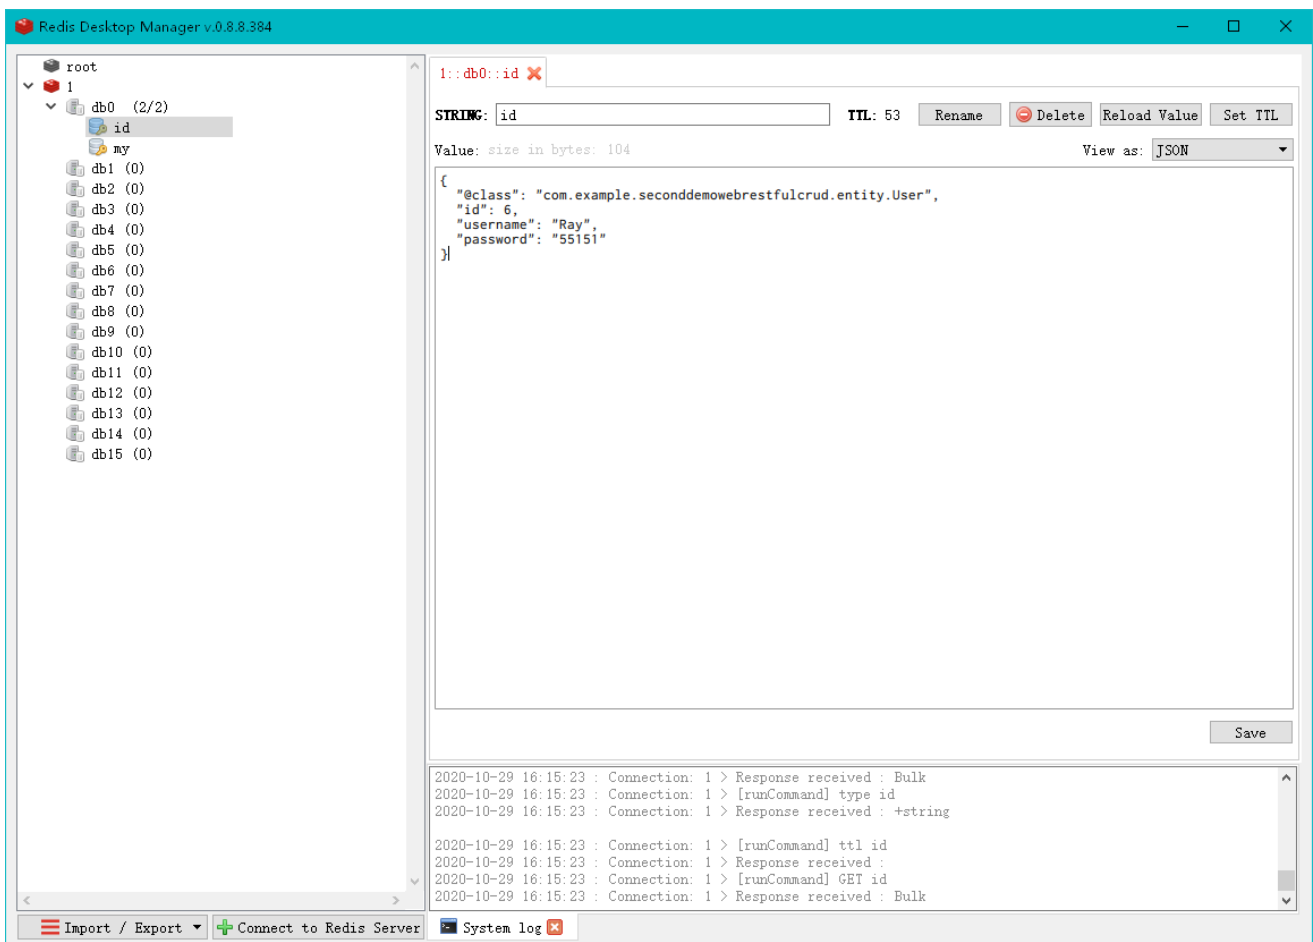 Redis Desktop Manager v.0.8.8.384
root
1
db0 (2/2)
id
my
db1 (0)
db2 (0)
db3 (0)
db4 (0)
db5 (0)
db6 (0)
db7 (0)
db8 (0)
db9 (0)
db10 (0)
db11 (0)
db12 (0)
db13 (0)
db14 (0)
db15 (0)
Import / Export
Connect to Redis Server
1::db0::id
STRING: id TTL: 53 Rename Delete Reload Value Set TTL
Value: size in bytes: 104 View as: JSON
{
"@class": "com.example.seconddemowebrestfulcrud.entity.User",
"id": 6,
"username": "Ray",
"password": "55151"
}
Save
2020-10-29 16:15:23 : Connection: 1 > Response received : Bulk
2020-10-29 16:15:23 : Connection: 1 > [runCommand] type id
2020-10-29 16:15:23 : Connection: 1 > Response received : +string
2020-10-29 16:15:23 : Connection: 1 > [runCommand] ttl id
2020-10-29 16:15:23 : Connection: 1 > Response received :
2020-10-29 16:15:23 : Connection: 1 > [runCommand] GET id
2020-10-29 16:15:23 : Connection: 1 > Response received : Bulk
System log